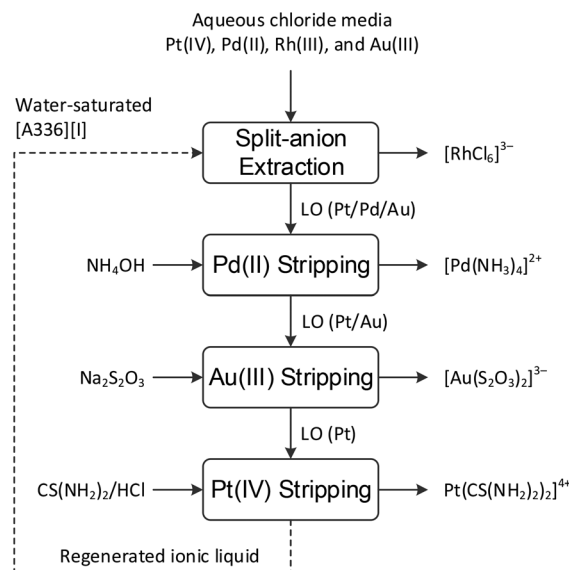 Aqueous chloride media
Pt(IV), Pd(II), Rh(III), and Au(III)
Water-saturated
[A336][I]
Split-anion
Extraction
[RhCl₆]³⁻
LO (Pt/Pd/Au)
NH₄OH
Pd(II) Stripping
[Pd(NH₃)₄]²⁺
LO (Pt/Au)
Na₂S₂O₃
Au(III) Stripping
[Au(S₂O₃)₂]³⁻
LO (Pt)
CS(NH₂)₂/HCl
Pt(IV) Stripping
Pt(CS(NH₂)₂)₂]⁴⁺
Regenerated ionic liquid